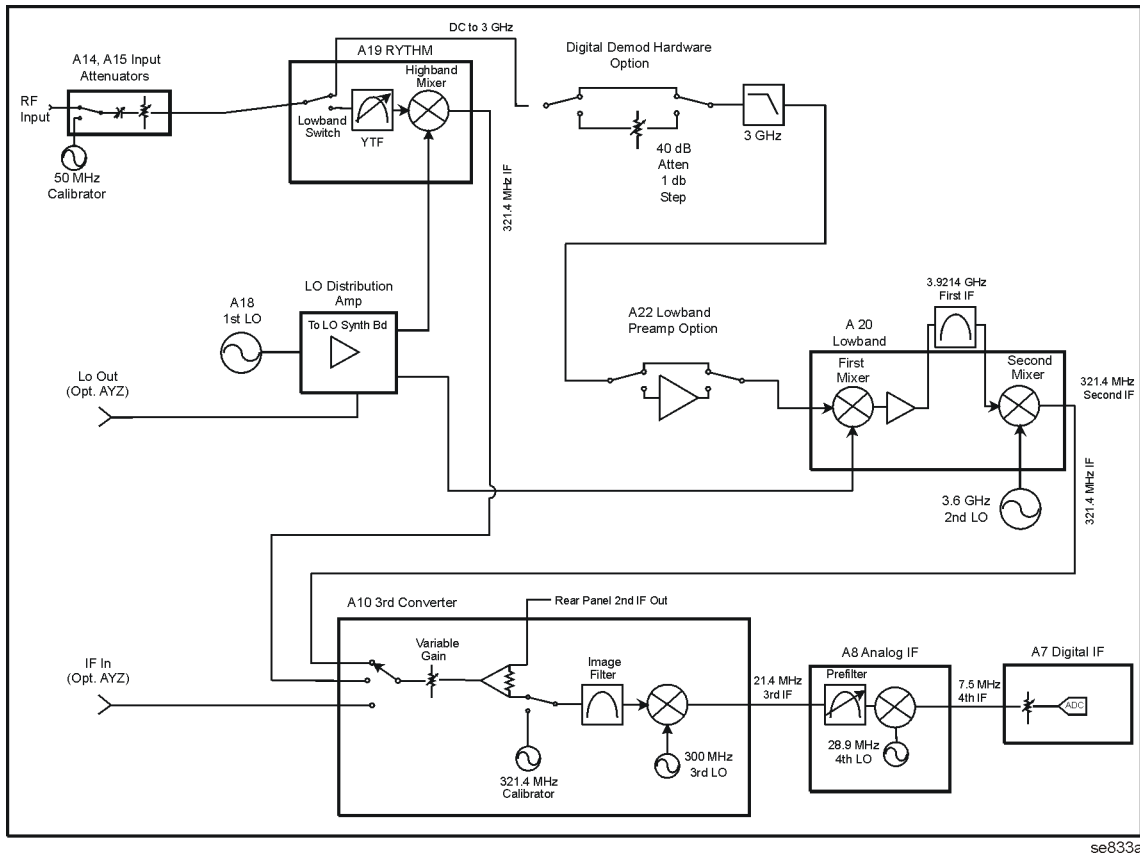 DC to 3 GHz
A14, A15 Input
Attenuators
A19 RYTHM
Highband
Mixer
Digital Demod Hardware
Option
RF
Input
Lowband
Switch
YTF
3 GHz
50 MHz
Calibrator
40 dB
Atten
1 db
Step
321.4 MHz IF
LO Distribution
Amp
A18
1st LO
To LO Synth Bd
A22 Lowband
Preamp Option
3.9214 GHz
First IF
A 20
Lowband
First
Mixer
Second
Mixer
Lo Out
(Opt. AYZ)
321.4 MHz
Second IF
3.6 GHz
2nd LO
321.4 MHz IF
A10 3rd Converter
Rear Panel 2nd IF Out
Variable
Gain
Image
Filter
IF In
(Opt. AYZ)
21.4 MHz
3rd IF
A8 Analog IF
Prefilter
7.5 MHz
4th IF
A7 Digital IF
ADC
321.4 MHz
Calibrator
300 MHz
3rd LO
28.9 MHz
4th LO
se833a